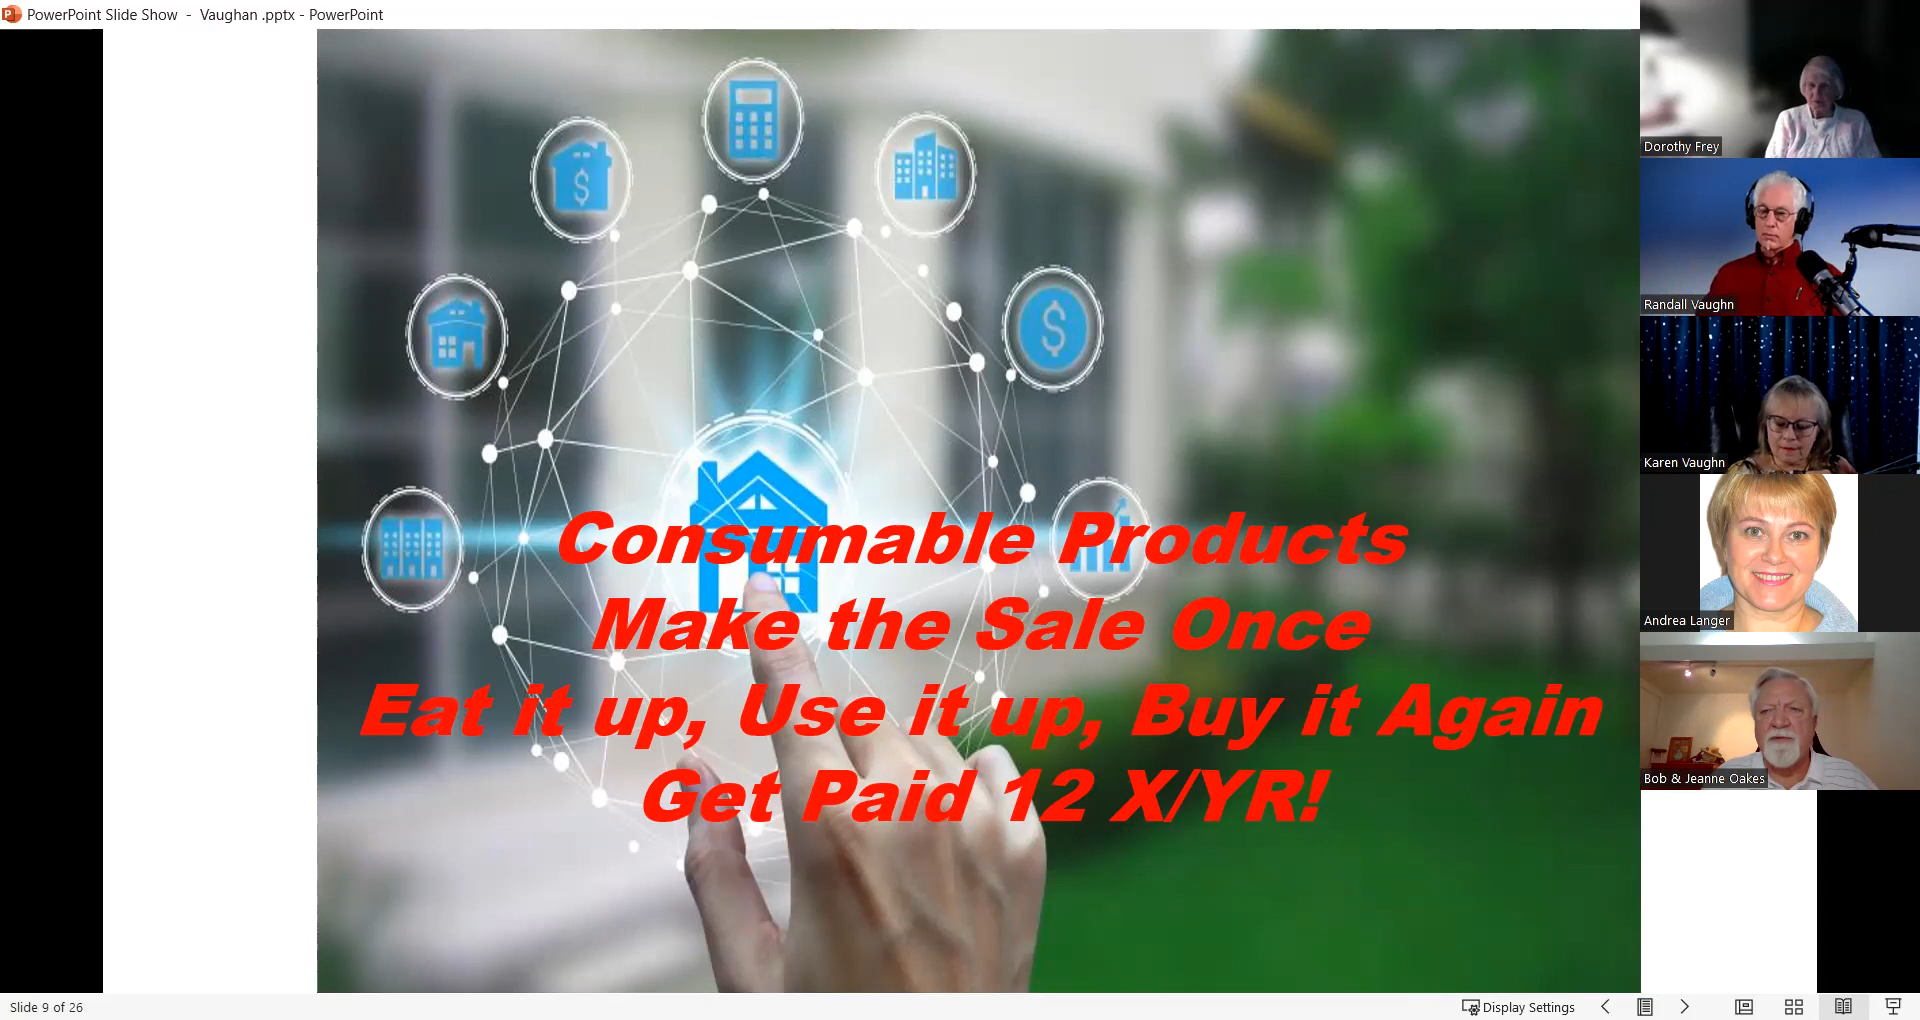 PowerPoint Slide Show - Vaughan .pptx - PowerPoint
Consumable Products
Make the Sale Once
Eat it up, Use it up, Buy it Again
Get Paid 12 X/YR!
Dorothy Frey
Randall Vaughn
Karen Vaughn
Andrea Langer
Bob & Jeanne Oakes
Slide 9 of 26
Display Settings